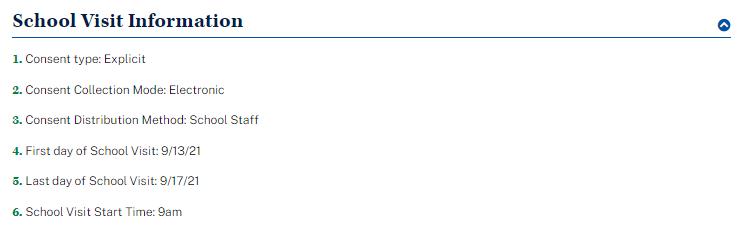 School Visit Information
1. Consent type: Explicit
2. Consent Collection Mode: Electronic
3. Consent Distribution Method: School Staff
4. First day of School Visit: 9/13/21
5. Last day of School Visit: 9/17/21
6. School Visit Start Time: 9am